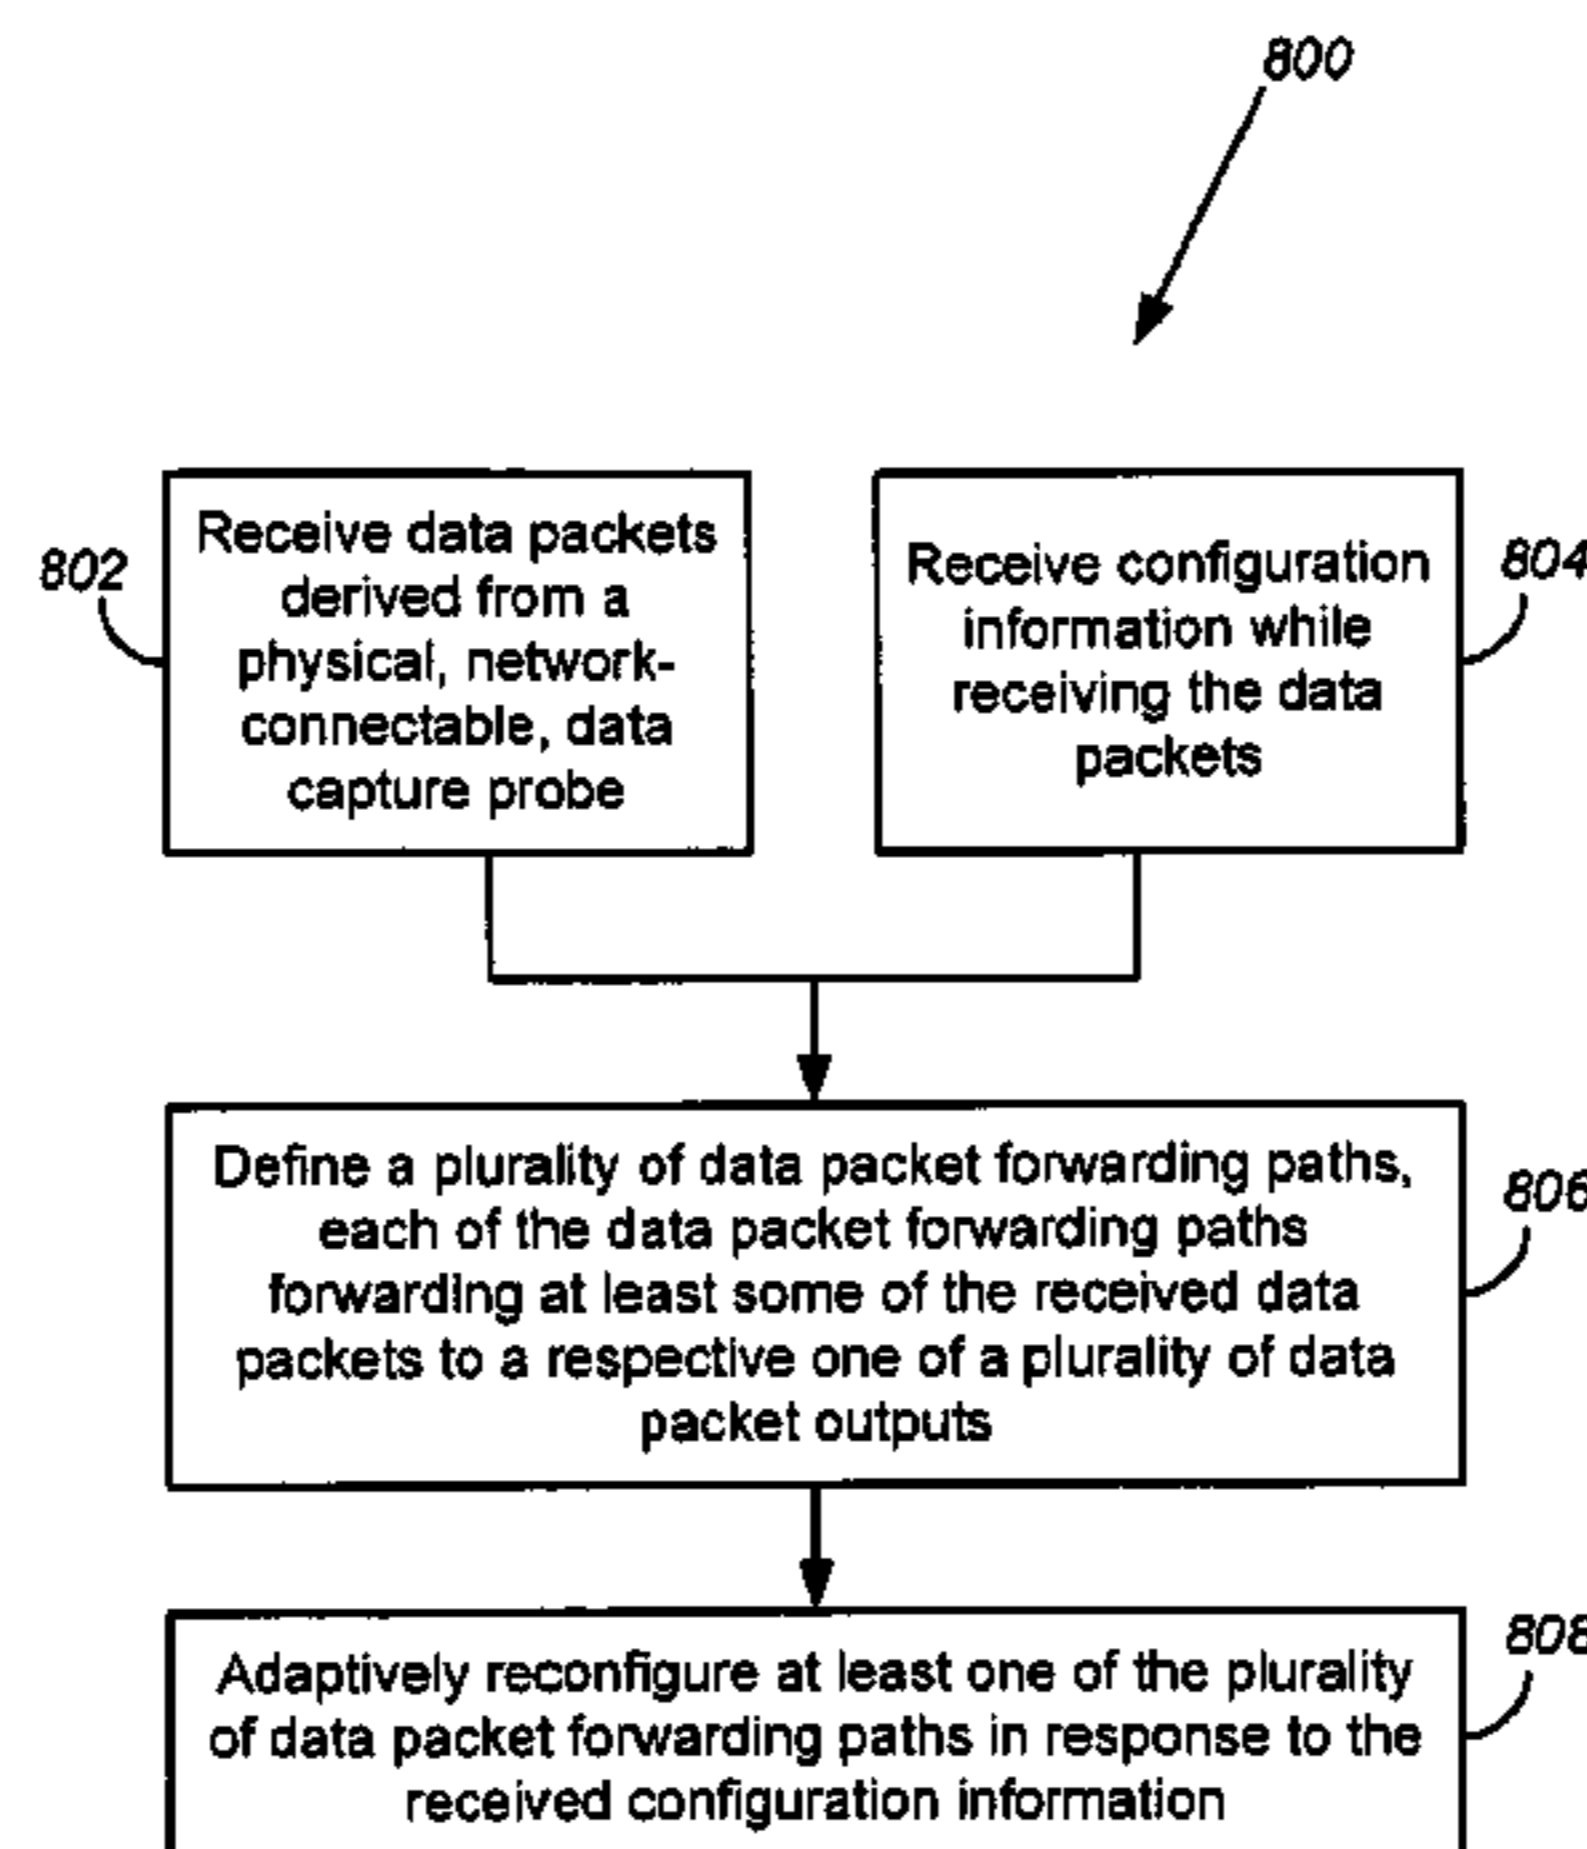 800
802
Receive data packets
derived from a
physical, network-
connectable, data
capture probe
Receive configuration
information while
receiving the data
packets
804
Define a plurality of data packet forwarding paths,
each of the data packet forwarding paths
forwarding at least some of the received data
packets to a respective one of a plurality of data
packet outputs
806
Adaptively reconfigure at least one of the plurality
of data packet forwarding paths in response to the
received configuration information
808